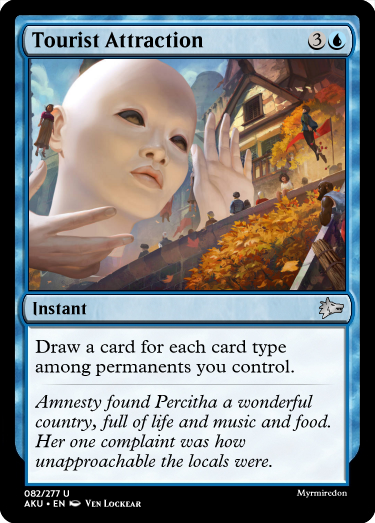 Tourist Attraction 3
Instant
Draw a card for each card type
among permanents you control.
Amnesty found Percitha a wonderful
country, full of life and music and food.
Her one complaint was how
unapproachable the locals were.
082/277 U
AKU • EN Ven Lockear
Myrmiredon